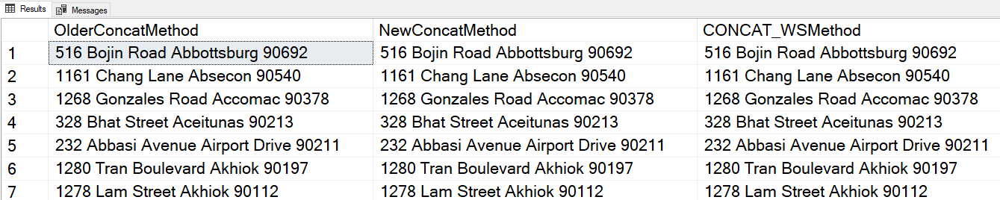 Results Messages
OlderConcatMethod NewConcatMethod CONCAT_WSMethod
1 516 Bojin Road Abbottsburg 90692 516 Bojin Road Abbottsburg 90692 516 Bojin Road Abbottsburg 90692
2 1161 Chang Lane Absecon 90540 1161 Chang Lane Absecon 90540 1161 Chang Lane Absecon 90540
3 1268 Gonzales Road Accomac 90378 1268 Gonzales Road Accomac 90378 1268 Gonzales Road Accomac 90378
4 328 Bhat Street Aceitunas 90213 328 Bhat Street Aceitunas 90213 328 Bhat Street Aceitunas 90213
5 232 Abbasi Avenue Airport Drive 90211 232 Abbasi Avenue Airport Drive 90211 232 Abbasi Avenue Airport Drive 90211
6 1280 Tran Boulevard Akhiok 90197 1280 Tran Boulevard Akhiok 90197 1280 Tran Boulevard Akhiok 90197
7 1278 Lam Street Akhiok 90112 1278 Lam Street Akhiok 90112 1278 Lam Street Akhiok 90112